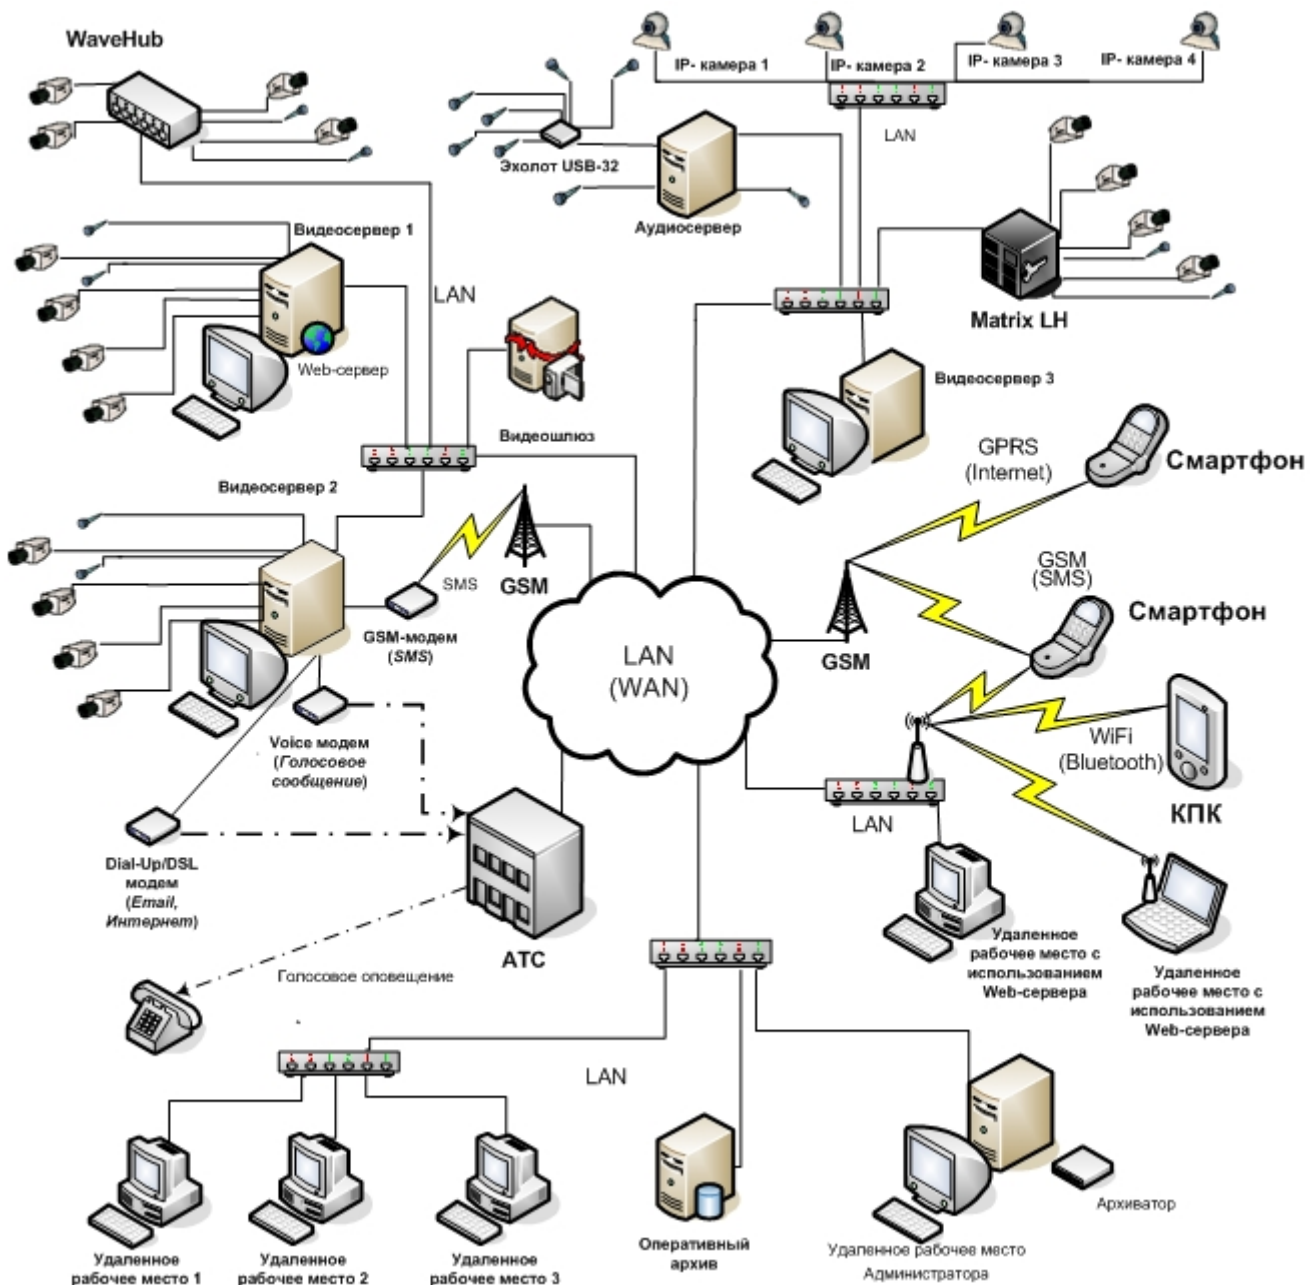 WaveHub
IP- камера 1
IP- камера 2
IP- камера 3
IP- камера 4
LAN
Эхолот USB-32
Аудиосервер
Видеосервер 1
LAN
Matrix LH
Web-сервер
Видеосервер 3
Видеошлюз
GPRS
(Internet)
Смартфон
Видеосервер 2
SMS
GSM
GSM
(SMS)
Смартфон
GSM-модем
(SMS)
LAN
(WAN)
GSM
Voice модем
(Голосовое
сообщение)
WiFi
(Bluetooth)
КПК
LAN
Dial-Up/DSL
модем
(Email,
Интернет)
АТС
Удаленное
рабочее место с
использованием
Web-сервера
Удаленное
рабочее место с
использованием
Web-сервера
Голосовое оповещение
LAN
Архиватор
Удаленное
рабочее место 1
Удаленное
рабочее место 2
Удаленное
рабочее место 3
Оперативный
архив
Удаленное рабочее место
Администратора